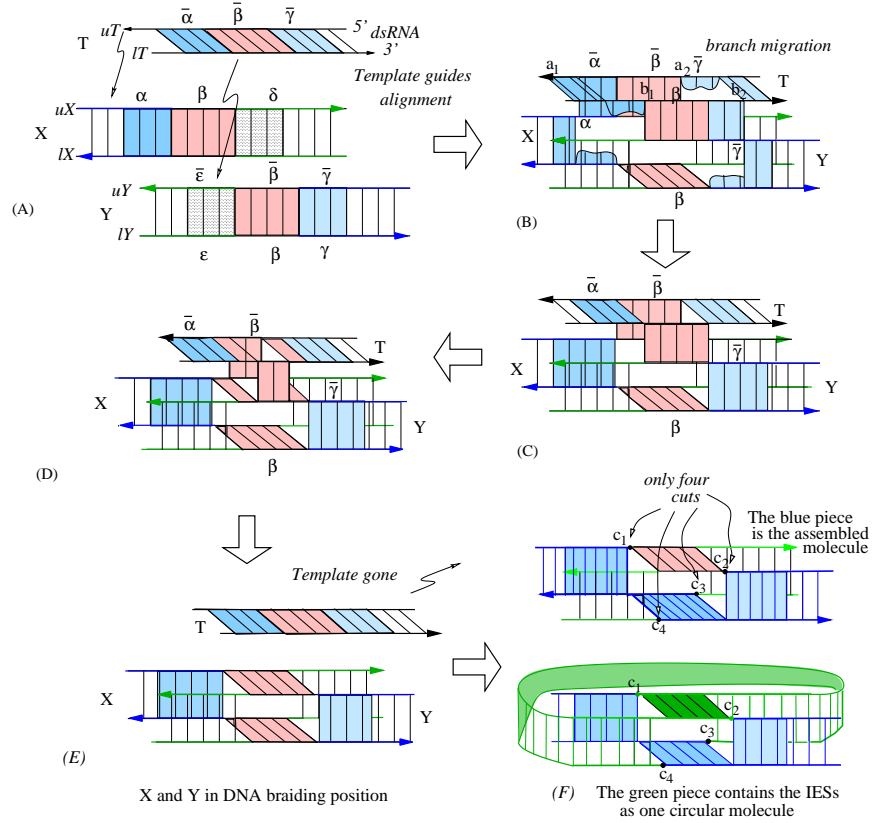 ᾱ β̄ γ̄
uT 5' dsRNA
T
lT 3'
Template guides
alignment
α β δ
uX
X
lX
ε̄ β̄ γ̄
uY
(A) Y
lY
ε β γ
branch migration
ᾱ β̄ γ̄
a1 a2
T
b1 β b2
α
X
γ̄
Y
(B)
β
ᾱ β̄
T
γ̄
X
Y
(C)
β
ᾱ β̄
T
γ̄
X
Y
(D)
β
Template gone
T
X
Y
(E)
X and Y in DNA braiding position
only four
cuts
The blue piece
is the assembled
molecule
c1
c2
c3
c4
c1
c2
c3
c4
(F) The green piece contains the IESs
as one circular molecule